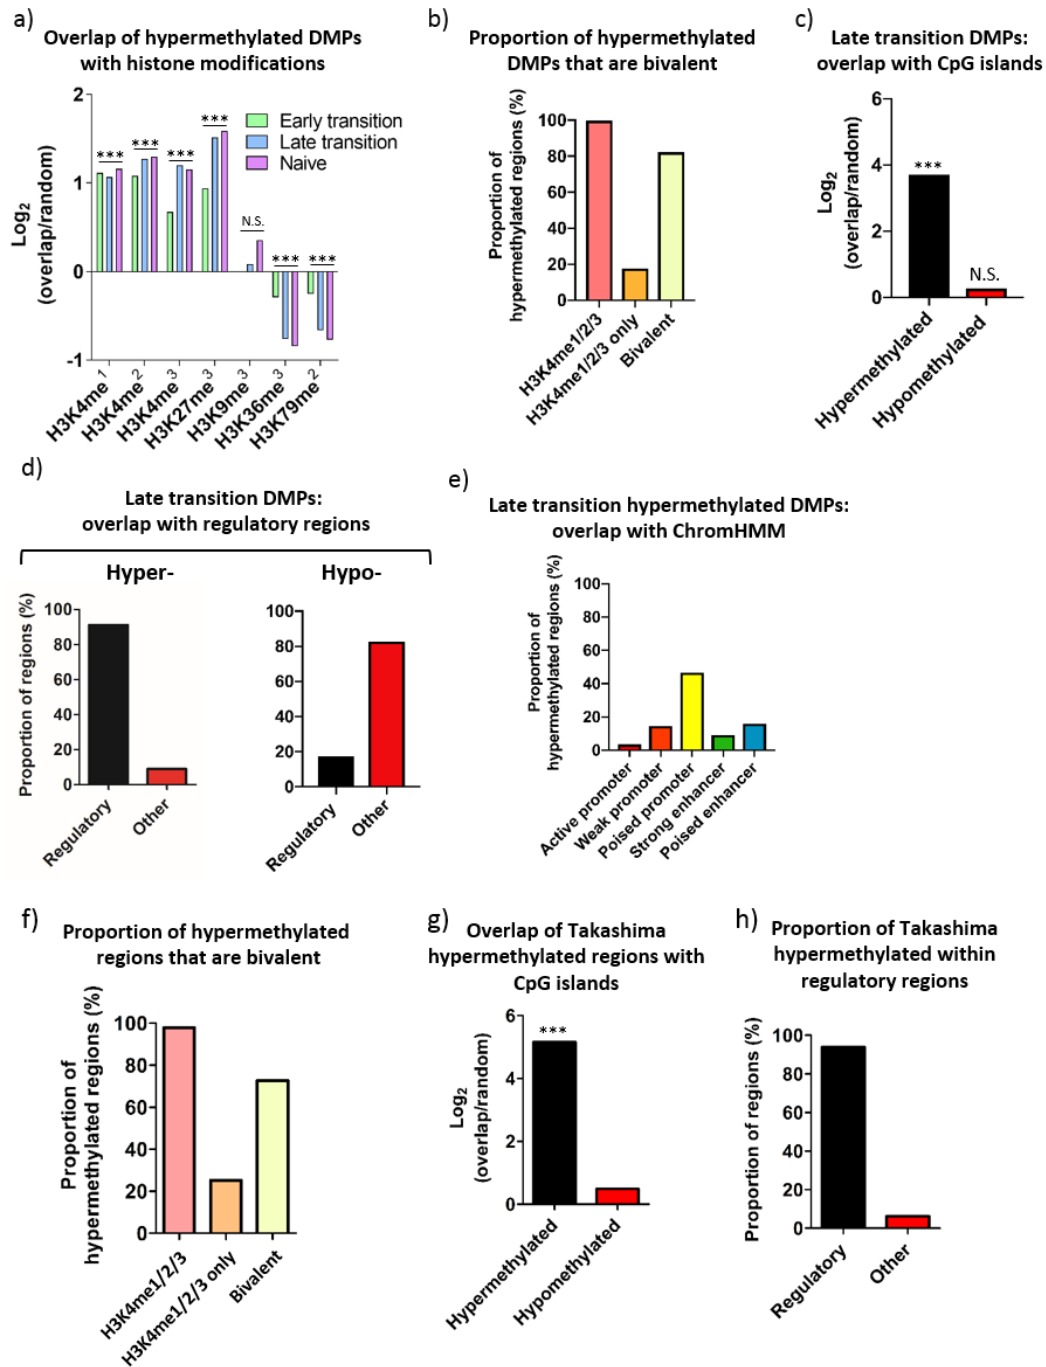 a)
Overlap of hypermethylated DMPs
with histone modifications
Log2
(overlap/random)
2
1
0
-1
***
***
***
***
N.S.
***
***
Early transition
Late transition
Naive
H3K4me1
H3K4me2
H3K4me3
H3K27me3
H3K9me3
H3K36me3
H3K79me2
b)
Proportion of hypermethylated
DMPs that are bivalent
Proportion of
hypermethylated regions (%)
100
80
60
40
20
0
H3K4me1/2/3
H3K4me1/2/3 only
Bivalent
c)
Late transition DMPs:
overlap with CpG islands
Log2
(overlap/random)
6
4
2
0
***
N.S.
Hypermethylated
Hypomethylated
d)
Late transition DMPs:
overlap with regulatory regions
Hyper-
Proportion of regions (%)
100
80
60
40
20
0
Regulatory
Other
Hypo-
100
80
60
40
20
0
Regulatory
Other
e)
Late transition hypermethylated DMPs:
overlap with ChromHMM
Proportion of
hypermethylated regions (%)
100
80
60
40
20
0
Active promoter
Weak promoter
Poised promoter
Strong enhancer
Poised enhancer
f)
Proportion of hypermethylated
regions that are bivalent
Proportion of
hypermethylated regions (%)
100
80
60
40
20
0
H3K4me1/2/3
H3K4me1/2/3 only
Bivalent
g)
Overlap of Takashima
hypermethylated regions with
CpG islands
Log2
(overlap/random)
6
4
2
0
***
Hypermethylated
Hypomethylated
h)
Proportion of Takashima
hypermethylated within
regulatory regions
Proportion of regions (%)
100
80
60
40
20
0
Regulatory
Other